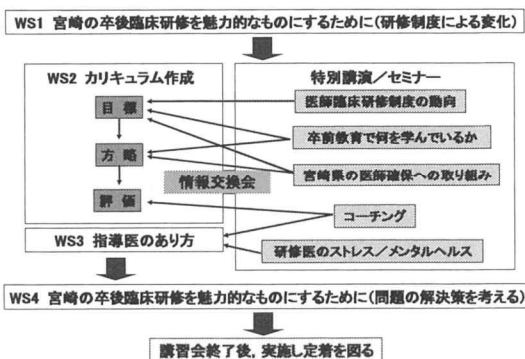 WS1 宮崎の卒後臨床研修を魅力的なものにするために（研修制度による変化）
WS2 カリキュラム作成
目標
方略
評価
情報交換会
特別講演／セミナー
医師臨床研修制度の動向
卒前教育で何を学んでいるか
宮崎県の医師確保への取り組み
コーチング
研修医のストレス／メンタルヘルス
WS3 指導医のあり方
WS4 宮崎の卒後臨床研修を魅力的なものにするために（問題の解決策を考える）
講習会終了後，実施し定着を図る